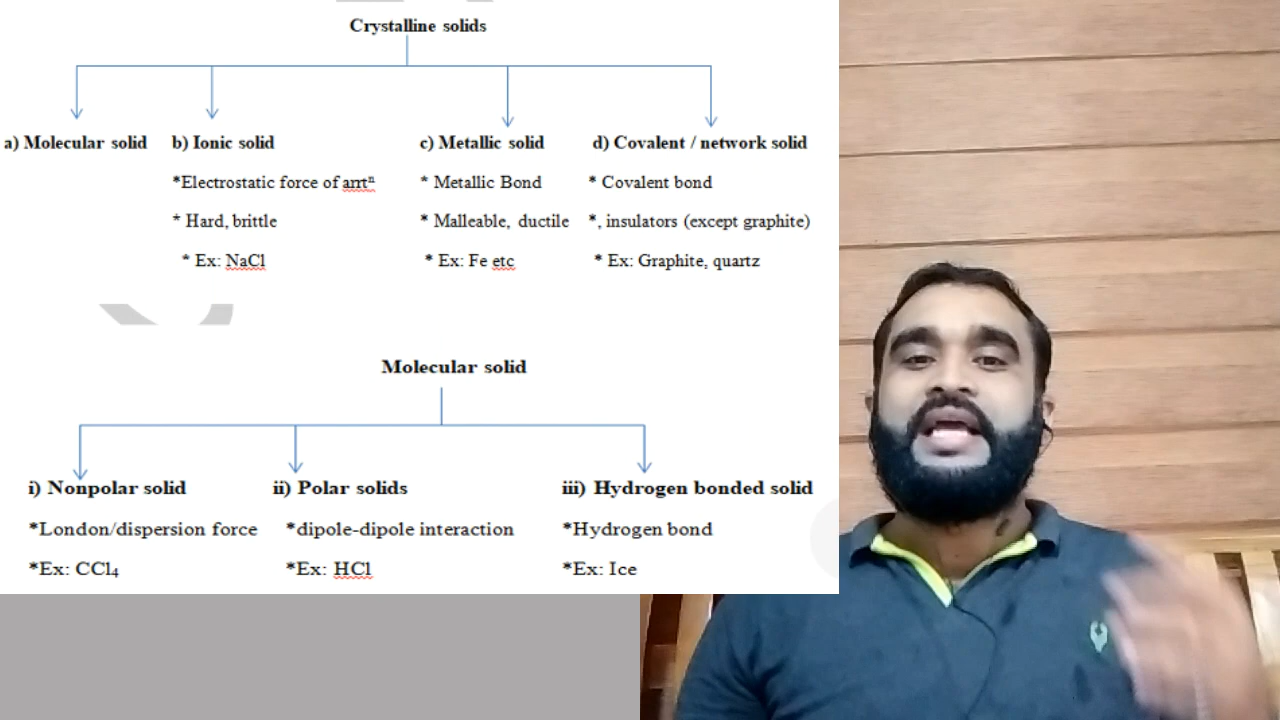 Crystalline solids
a) Molecular solid b) Ionic solid c) Metallic solid d) Covalent / network solid
*Electrostatic force of arrtⁿ * Metallic Bond * Covalent bond
* Hard, brittle * Malleable, ductile *, insulators (except graphite)
* Ex: NaCl * Ex: Fe etc * Ex: Graphite, quartz
Molecular solid
i) Nonpolar solid ii) Polar solids iii) Hydrogen bonded solid
*London/dispersion force *dipole-dipole interaction *Hydrogen bond
*Ex: CCl₄ *Ex: HCl *Ex: Ice